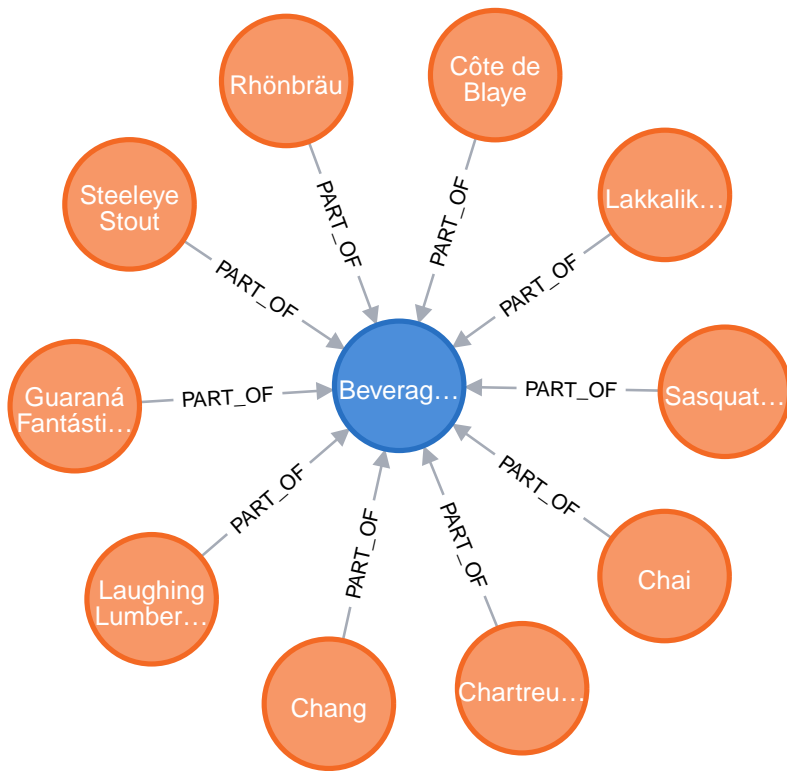 Côte de
Blaye
Rhönbräu
Lakkalik…
Steeleye
Stout
PART_OF
PART_OF
PART_OF
PART_OF
Beverag…
PART_OF
Sasquat…
Guaraná
Fantásti…
PART_OF
PART_OF
PART_OF
PART_OF
PART_OF
Chai
Laughing
Lumber…
Chartreu…
Chang